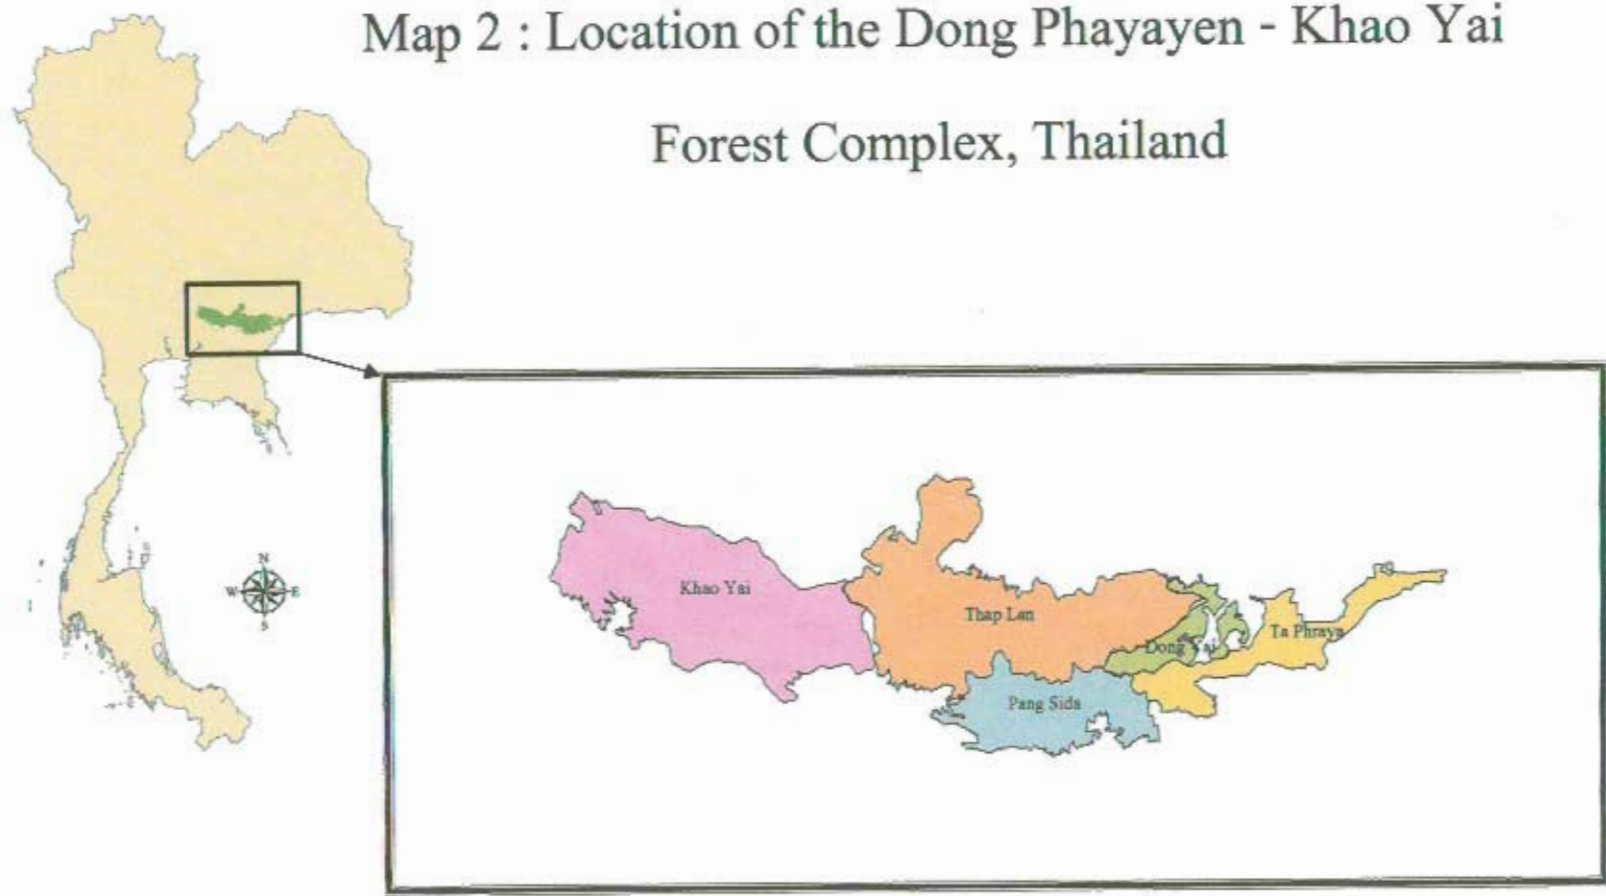 Map 2 : Location of the Dong Phayayen - Khao Yai
Forest Complex, Thailand
N
W
E
S
Khao Yai
Thap Lan
Dong Yai
Ta Phraya
Pang Sida